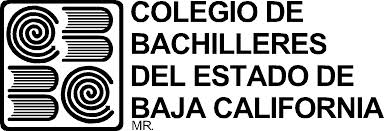 COLEGIO DE
BACHILLERES
DEL ESTADO DE
BAJA CALIFORNIA
MR.